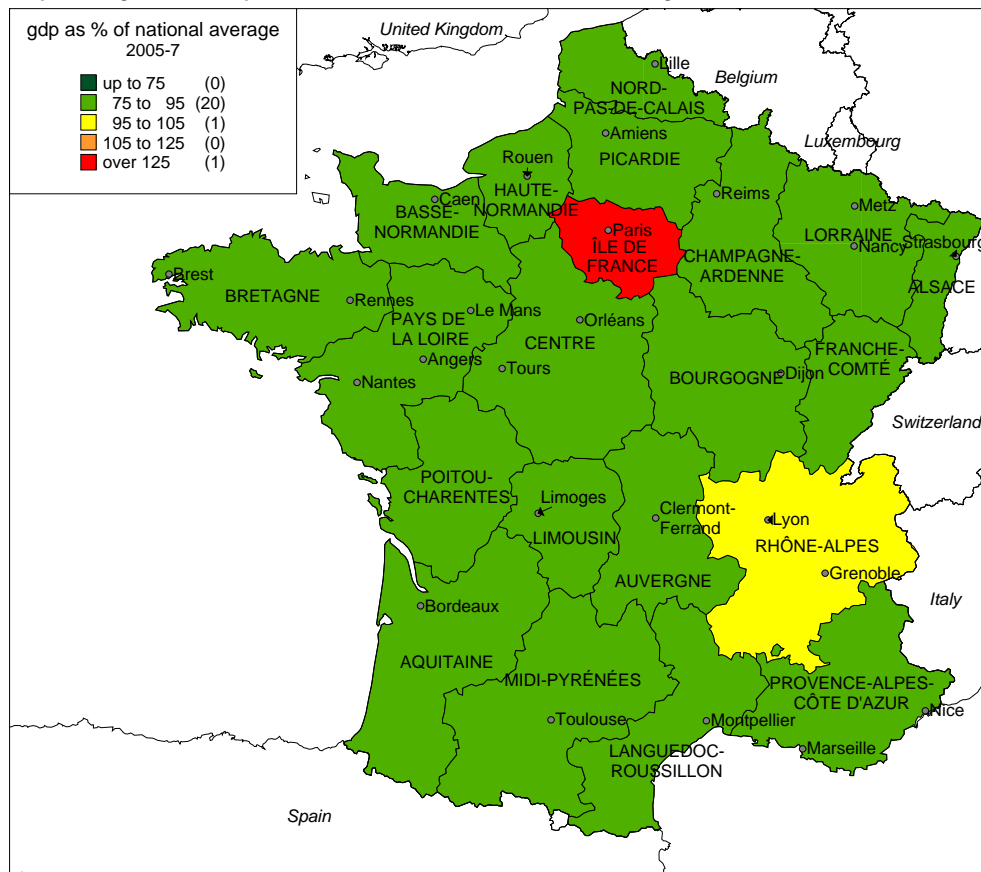 gdp as % of national average
2005-7
up to 75 (0)
75 to 95 (20)
95 to 105 (1)
105 to 125 (0)
over 125 (1)
United Kingdom
Belgium
Luxembourg
Lille
NORD-
PAS-DE-CALAIS
Amiens
PICARDIE
Rouen
HAUTE-
NORMANDIE
Caen
BASSE-
NORMANDIE
Reims
Metz
LORRAINE
Nancy
Strasbourg
ALSACE
Paris
ÎLE DE
FRANCE
CHAMPAGNE-
ARDENNE
Brest
BRETAGNE
Rennes
Le Mans
PAYS DE
LA LOIRE
Angers
Nantes
Orléans
CENTRE
Tours
BOURGOGNE
Dijon
FRANCHE-
COMTÉ
Switzerland
POITOU-
CHARENTES
Limoges
LIMOUSIN
Clermont-
Ferrand
AUVERGNE
Lyon
RHÔNE-ALPES
Grenoble
Italy
Bordeaux
AQUITAINE
MIDI-PYRÉNÉES
Toulouse
Montpellier
LANGUEDOC-
ROUSSILLON
PROVENCE-ALPES-
CÔTE D'AZUR
Nice
Marseille
Spain